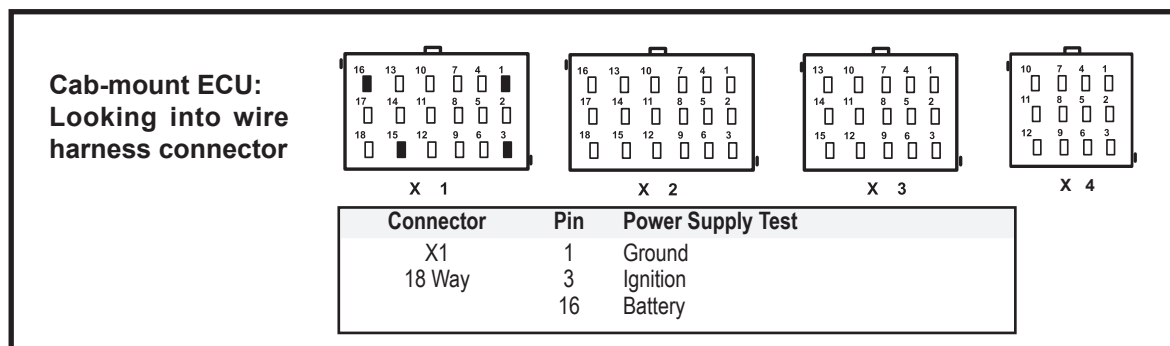 Cab-mount ECU:
Looking into wire
harness connector
16 13 10 7 4 1
17 14 11 8 5 2
18 15 12 9 6 3
X 1
16 13 10 7 4 1
17 14 11 8 5 2
18 15 12 9 6 3
X 2
13 10 7 4 1
14 11 8 5 2
15 12 9 6 3
X 3
10 7 4 1
11 8 5 2
12 9 6 3
X 4
Connector Pin Power Supply Test
X1 1 Ground
18 Way 3 Ignition
16 Battery